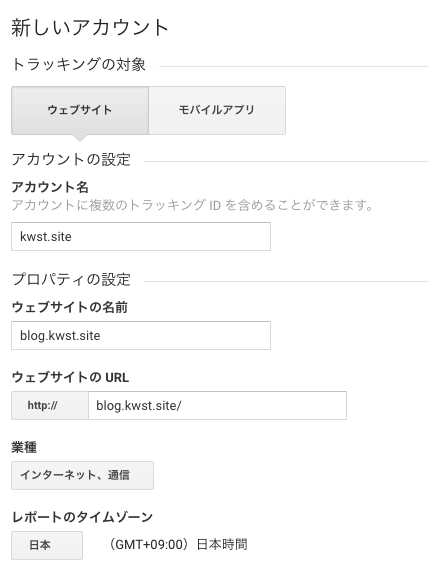 新しいアカウント
トラッキングの対象
ウェブサイト
モバイルアプリ
アカウントの設定
アカウント名
アカウントに複数のトラッキング ID を含めることができます。
kwst.site
プロパティの設定
ウェブサイトの名前
blog.kwst.site
ウェブサイトの URL
http:// blog.kwst.site/
業種
インターネット、通信
レポートのタイムゾーン
日本 （GMT+09:00）日本時間